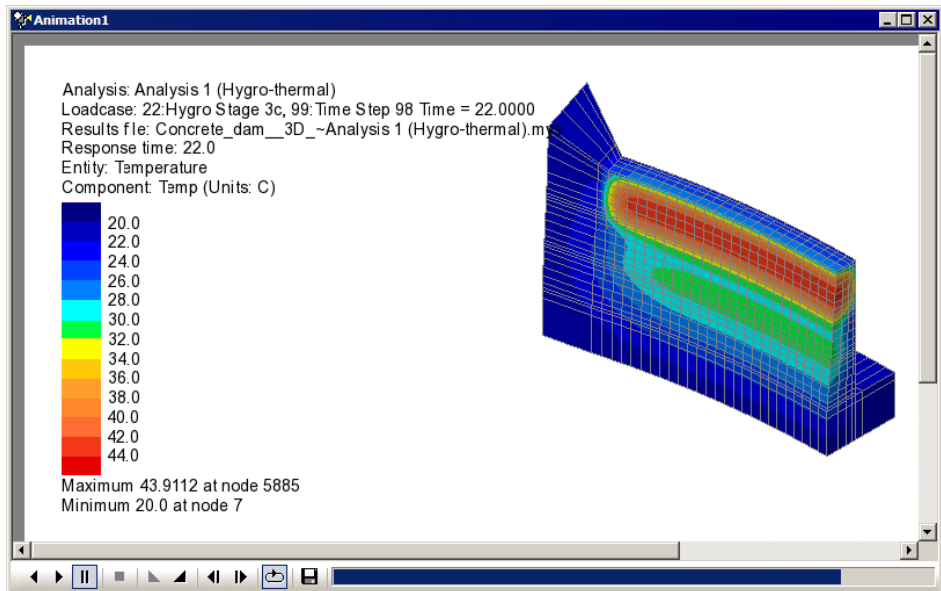 Animation1
Analysis: Analysis 1 (Hygro-thermal)
Loadcase: 22:Hygro Stage 3c, 99:Time Step 98 Time = 22.0000
Results file: Concrete_dam__3D_~Analysis 1 (Hygro-thermal).mys
Response time: 22.0
Entity: Temperature
Component: Temp (Units: C)
20.0
22.0
24.0
26.0
28.0
30.0
32.0
34.0
36.0
38.0
40.0
42.0
44.0
Maximum 43.9112 at node 5885
Minimum 20.0 at node 7